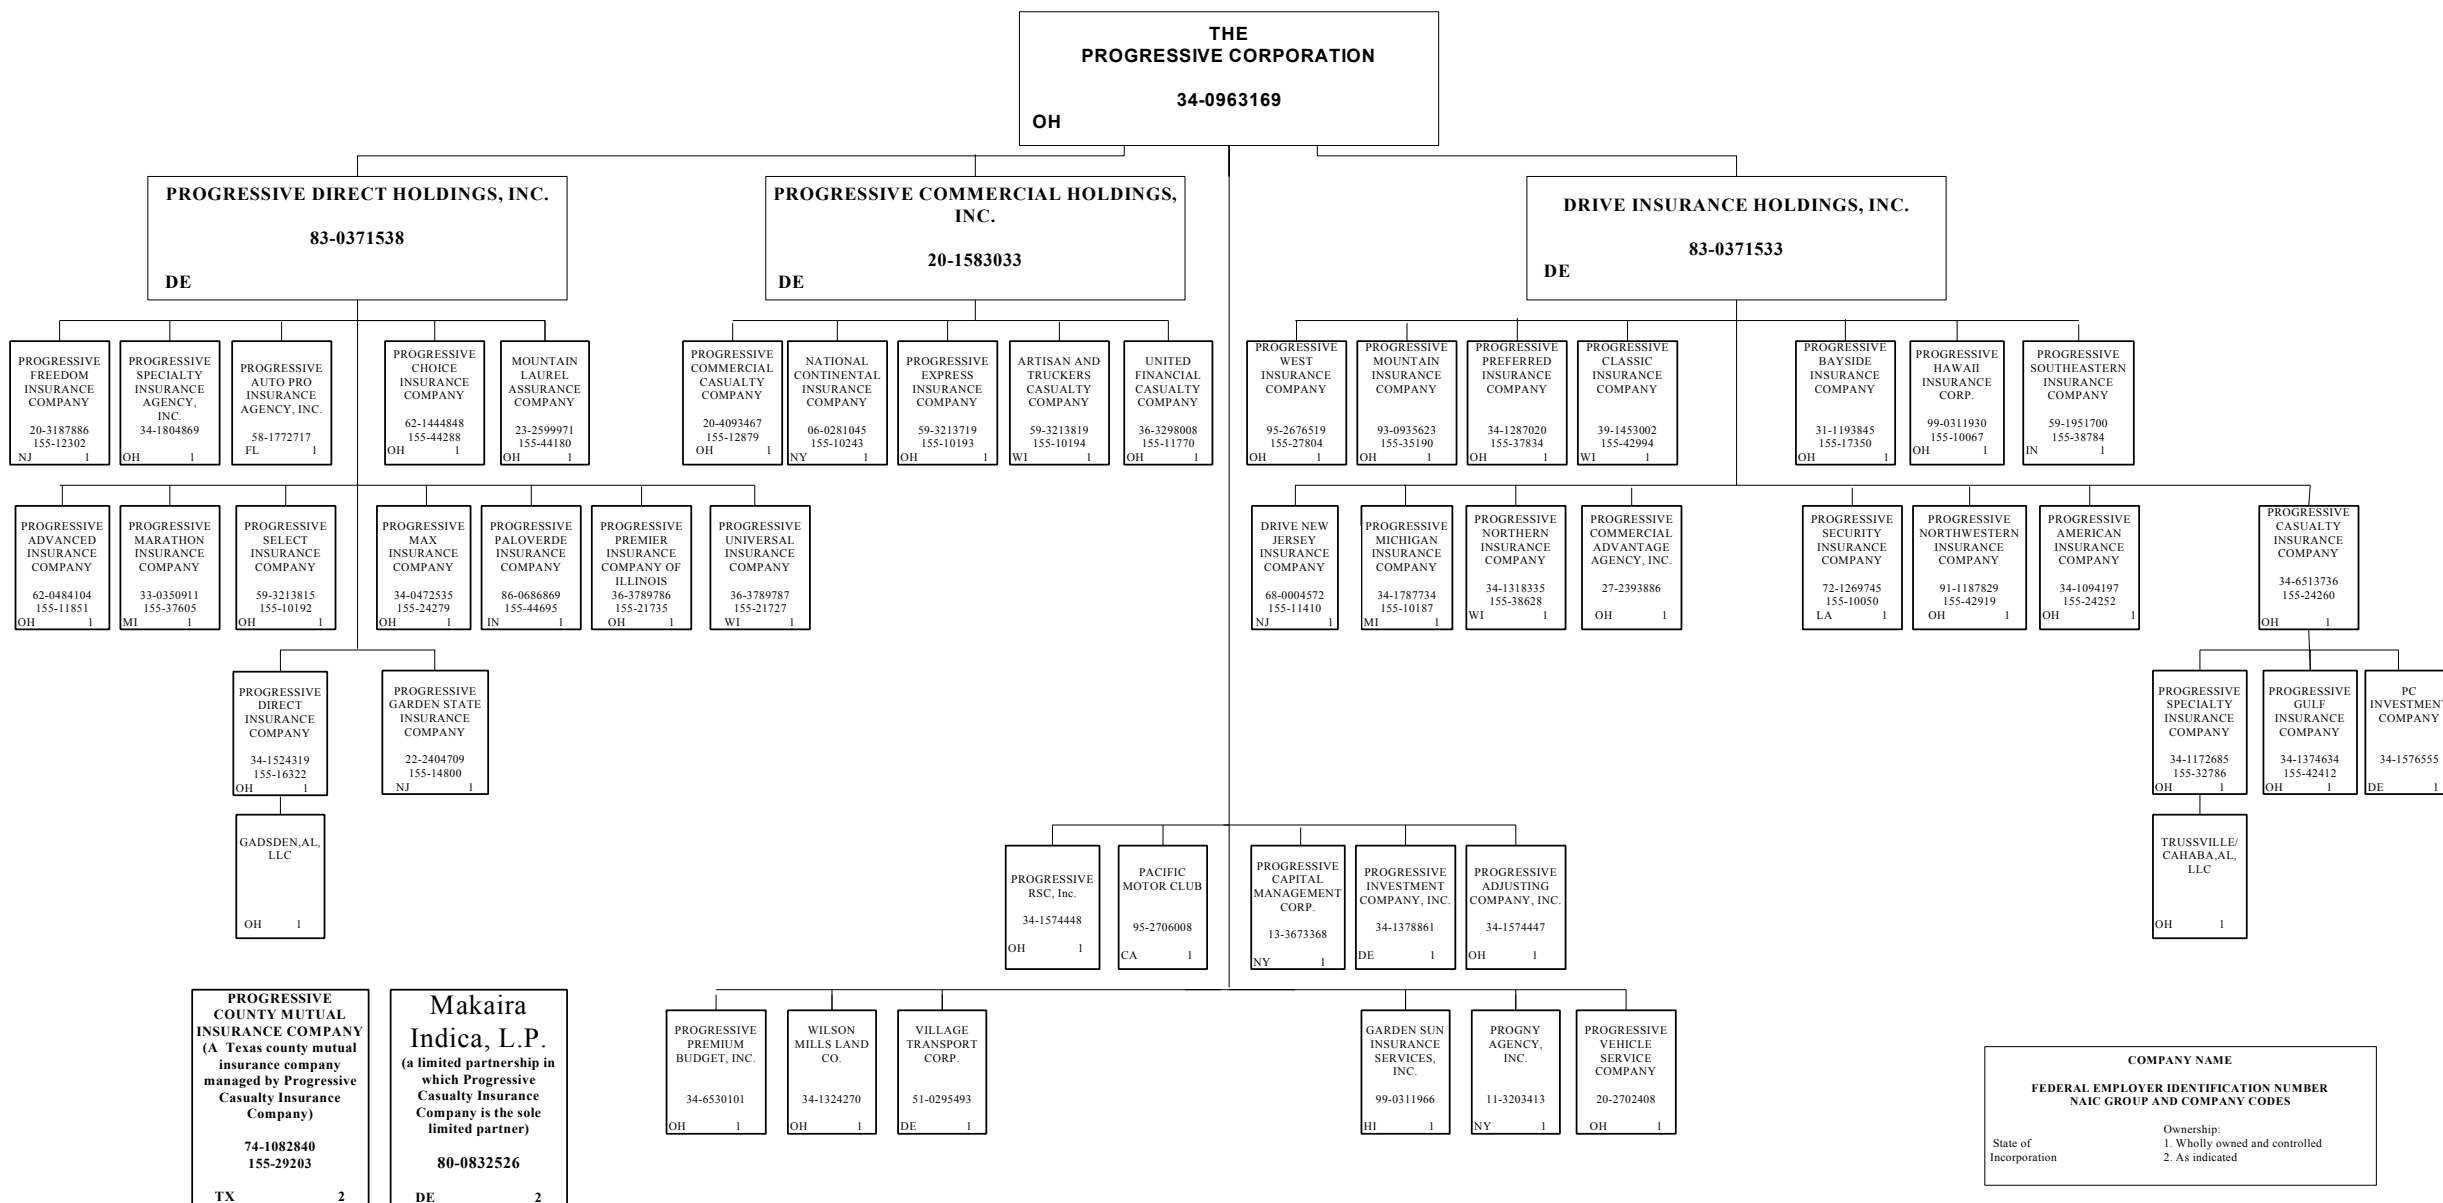 THE
PROGRESSIVE CORPORATION
34-0963169
OH
PROGRESSIVE DIRECT HOLDINGS, INC.
83-0371538
DE
PROGRESSIVE COMMERCIAL HOLDINGS,
INC.
20-1583033
DE
DRIVE INSURANCE HOLDINGS, INC.
83-0371533
DE
PROGRESSIVE
FREEDOM
INSURANCE
COMPANY
20-3187886
155-12302
NJ 1
PROGRESSIVE
SPECIALTY
INSURANCE
AGENCY,
INC.
34-1804869
OH 1
PROGRESSIVE
AUTO PRO
INSURANCE
AGENCY, INC.
58-1772717
FL 1
PROGRESSIVE
CHOICE
INSURANCE
COMPANY
62-1444848
155-44288
OH 1
MOUNTAIN
LAUREL
ASSURANCE
COMPANY
23-2599971
155-44180
OH 1
PROGRESSIVE
COMMERCIAL
CASUALTY
COMPANY
20-4093467
155-12879
OH 1
NATIONAL
CONTINENTAL
INSURANCE
COMPANY
06-0281045
155-10243
NY 1
PROGRESSIVE
EXPRESS
INSURANCE
COMPANY
59-3213719
155-10193
OH 1
ARTISAN AND
TRUCKERS
CASUALTY
COMPANY
59-3213819
155-10194
WI 1
UNITED
FINANCIAL
CASUALTY
COMPANY
36-3298008
155-11770
OH 1
PROGRESSIVE
WEST
INSURANCE
COMPANY
95-2676519
155-27804
OH 1
PROGRESSIVE
MOUNTAIN
INSURANCE
COMPANY
93-0935623
155-35190
OH 1
PROGRESSIVE
PREFERRED
INSURANCE
COMPANY
34-1287020
155-37834
OH 1
PROGRESSIVE
CLASSIC
INSURANCE
COMPANY
39-1453002
155-42994
WI 1
PROGRESSIVE
BAYSIDE
INSURANCE
COMPANY
31-1193845
155-17350
OH 1
PROGRESSIVE
HAWAII
INSURANCE
CORP.
99-0311930
155-10067
OH 1
PROGRESSIVE
SOUTHEASTERN
INSURANCE
COMPANY
59-1951700
155-38784
IN 1
PROGRESSIVE
ADVANCED
INSURANCE
COMPANY
62-0484104
155-11851
OH 1
PROGRESSIVE
MARATHON
INSURANCE
COMPANY
33-0350911
155-37605
MI 1
PROGRESSIVE
SELECT
INSURANCE
COMPANY
59-3213815
155-10192
OH 1
PROGRESSIVE
MAX
INSURANCE
COMPANY
34-0472535
155-24279
OH 1
PROGRESSIVE
PALOVERDE
INSURANCE
COMPANY
86-0686869
155-44695
IN 1
PROGRESSIVE
PREMIER
INSURANCE
COMPANY OF
ILLINOIS
36-3789786
155-21735
OH 1
PROGRESSIVE
UNIVERSAL
INSURANCE
COMPANY
36-3789787
155-21727
WI 1
DRIVE NEW
JERSEY
INSURANCE
COMPANY
68-0004572
155-11410
NJ 1
PROGRESSIVE
MICHIGAN
INSURANCE
COMPANY
34-1787734
155-10187
MI 1
PROGRESSIVE
NORTHERN
INSURANCE
COMPANY
34-1318335
155-38628
WI 1
PROGRESSIVE
COMMERCIAL
ADVANTAGE
AGENCY, INC.
27-2393886
OH 1
PROGRESSIVE
SECURITY
INSURANCE
COMPANY
72-1269745
155-10050
LA 1
PROGRESSIVE
NORTHWESTERN
INSURANCE
COMPANY
91-1187829
155-42919
OH 1
PROGRESSIVE
AMERICAN
INSURANCE
COMPANY
34-1094197
155-24252
OH 1
PROGRESSIVE
CASUALTY
INSURANCE
COMPANY
34-6513736
155-24260
OH 1
PROGRESSIVE
DIRECT
INSURANCE
COMPANY
34-1524319
155-16322
OH 1
PROGRESSIVE
GARDEN STATE
INSURANCE
COMPANY
22-2404709
155-14800
NJ 1
PROGRESSIVE
SPECIALTY
INSURANCE
COMPANY
34-1172685
155-32786
OH 1
PROGRESSIVE
GULF
INSURANCE
COMPANY
34-1374634
155-42412
OH 1
PC
INVESTMENT
COMPANY
34-1576555
DE 1
GADSDEN,AL,
LLC
OH 1
TRUSSVILLE/
CAHABA,AL,
LLC
OH 1
PROGRESSIVE
RSC, Inc.
34-1574448
OH 1
PACIFIC
MOTOR CLUB
95-2706008
CA 1
PROGRESSIVE
CAPITAL
MANAGEMENT
CORP.
13-3673368
NY 1
PROGRESSIVE
INVESTMENT
COMPANY, INC.
34-1378861
DE 1
PROGRESSIVE
ADJUSTING
COMPANY, INC.
34-1574447
OH 1
PROGRESSIVE
COUNTY MUTUAL
INSURANCE COMPANY
(A Texas county mutual
insurance company
managed by Progressive
Casualty Insurance
Company)
74-1082840
155-29203
TX 2
Makaira
Indica, L.P.
(a limited partnership in
which Progressive
Casualty Insurance
Company is the sole
limited partner)
80-0832526
DE 2
PROGRESSIVE
PREMIUM
BUDGET, INC.
34-6530101
OH 1
WILSON
MILLS LAND
CO.
34-1324270
OH 1
VILLAGE
TRANSPORT
CORP.
51-0295493
DE 1
GARDEN SUN
INSURANCE
SERVICES,
INC.
99-0311966
HI 1
PROGNY
AGENCY,
INC.
11-3203413
NY 1
PROGRESSIVE
VEHICLE
SERVICE
COMPANY
20-2702408
OH 1
COMPANY NAME
FEDERAL EMPLOYER IDENTIFICATION NUMBER
NAIC GROUP AND COMPANY CODES
Ownership:
State of 1. Wholly owned and controlled
Incorporation 2. As indicated